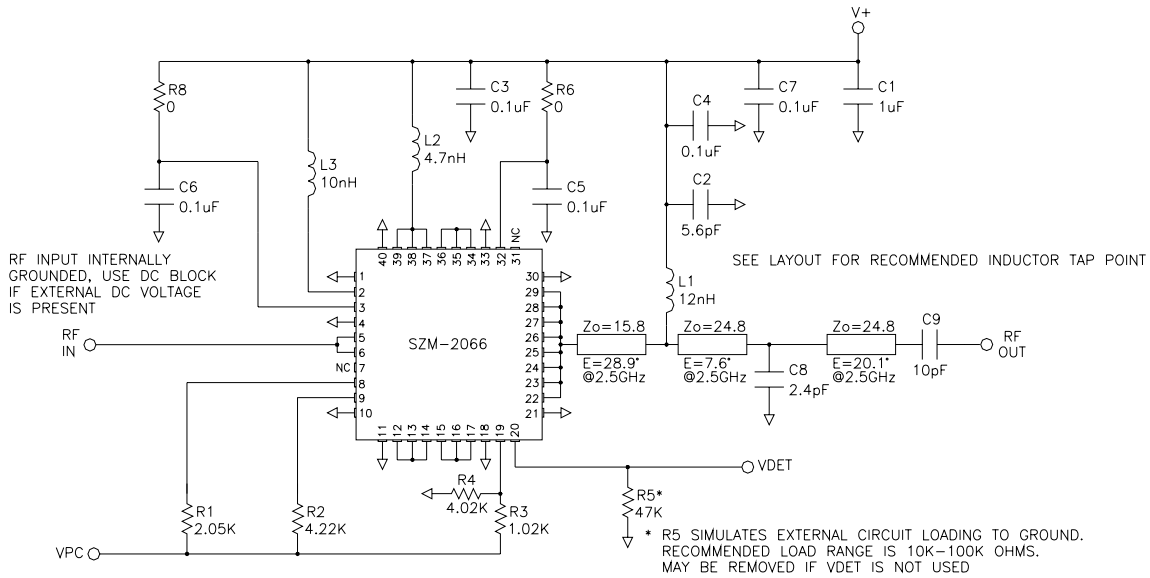 V+
R8
0
L3
10nH
L2
4.7nH
C3
0.1uF
R6
0
C4
0.1uF
C7
0.1uF
C1
1uF
C6
0.1uF
C5
0.1uF
C2
5.6pF
40 39 38 37 36 35 34 33 32 31 NC
RF INPUT INTERNALLY
GROUNDED, USE DC BLOCK
IF EXTERNAL DC VOLTAGE
IS PRESENT
SEE LAYOUT FOR RECOMMENDED INDUCTOR TAP POINT
L1
12nH
1
2
3
4
5
6
NC 7
8
9
10
30
29
28
27
26
25
24
23
22
21
SZM-2066
RF
IN
Zo=15.8
E=28.9°
@2.5GHz
Zo=24.8
E=7.6°
@2.5GHz
C8
2.4pF
Zo=24.8
E=20.1°
@2.5GHz
C9
10pF
RF
OUT
11 12 13 14 15 16 17 18 19 20
VDET
R4
4.02K
R5*
47K
R1
2.05K
R2
4.22K
R3
1.02K
VPC
* R5 SIMULATES EXTERNAL CIRCUIT LOADING TO GROUND.
RECOMMENDED LOAD RANGE IS 10K-100K OHMS.
MAY BE REMOVED IF VDET IS NOT USED